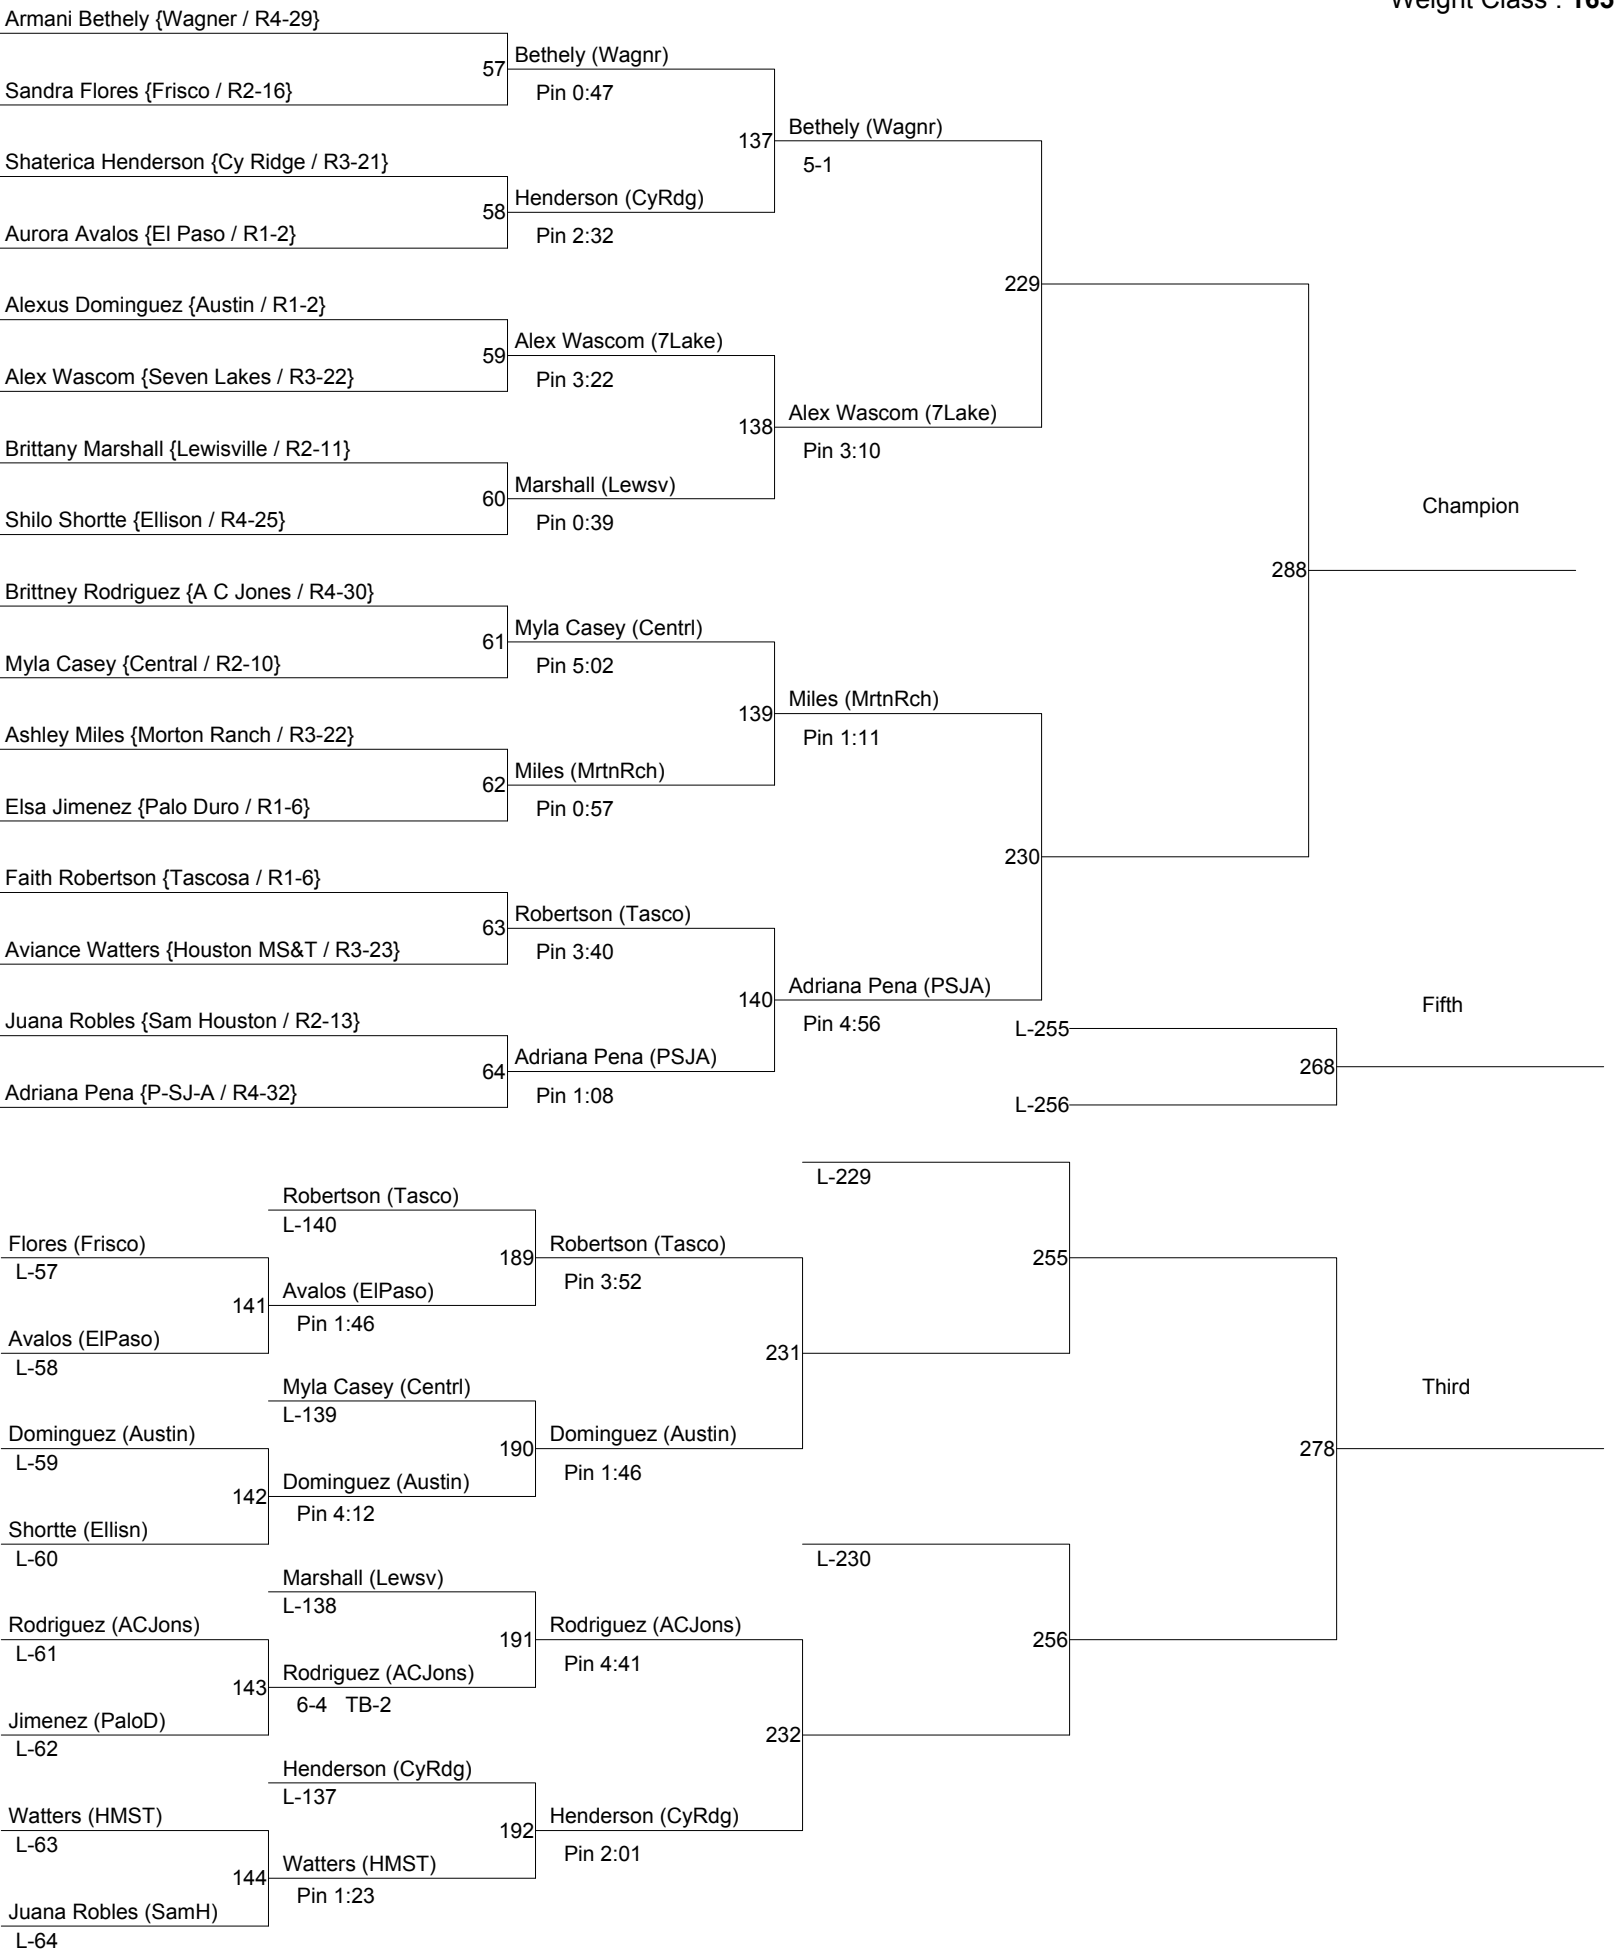 Weight Class : 165
Armani Bethely {Wagner / R4-29}
57
Bethely (Wagnr)
Pin 0:47
Sandra Flores {Frisco / R2-16}
137
Bethely (Wagnr)
5-1
Shaterica Henderson {Cy Ridge / R3-21}
58
Henderson (CyRdg)
Pin 2:32
Aurora Avalos {El Paso / R1-2}
229
Alexus Dominguez {Austin / R1-2}
59
Alex Wascom (7Lake)
Pin 3:22
Alex Wascom {Seven Lakes / R3-22}
138
Alex Wascom (7Lake)
Pin 3:10
Brittany Marshall {Lewisville / R2-11}
60
Marshall (Lewsv)
Pin 0:39
Shilo Shortte {Ellison / R4-25}
Champion
288
Brittney Rodriguez {A C Jones / R4-30}
61
Myla Casey (Centrl)
Pin 5:02
Myla Casey {Central / R2-10}
139
Miles (MrtnRch)
Pin 1:11
Ashley Miles {Morton Ranch / R3-22}
62
Miles (MrtnRch)
Pin 0:57
Elsa Jimenez {Palo Duro / R1-6}
230
Faith Robertson {Tascosa / R1-6}
63
Robertson (Tasco)
Pin 3:40
Aviance Watters {Houston MS&T / R3-23}
140
Adriana Pena (PSJA)
Pin 4:56
Juana Robles {Sam Houston / R2-13}
64
Adriana Pena (PSJA)
Pin 1:08
Adriana Pena {P-SJ-A / R4-32}
Fifth
L-255
268
L-256
L-229
Robertson (Tasco)
L-140
Flores (Frisco)
L-57
189
Robertson (Tasco)
Pin 3:52
255
141
Avalos (ElPaso)
Pin 1:46
Avalos (ElPaso)
L-58
231
Myla Casey (Centrl)
L-139
Third
Dominguez (Austin)
L-59
190
Dominguez (Austin)
Pin 1:46
278
142
Dominguez (Austin)
Pin 4:12
Shortte (Ellisn)
L-60
L-230
Marshall (Lewsv)
L-138
Rodriguez (ACJons)
L-61
191
Rodriguez (ACJons)
Pin 4:41
256
143
Rodriguez (ACJons)
6-4 TB-2
Jimenez (PaloD)
L-62
232
Henderson (CyRdg)
L-137
Watters (HMST)
L-63
192
Henderson (CyRdg)
Pin 2:01
144
Watters (HMST)
Pin 1:23
Juana Robles (SamH)
L-64